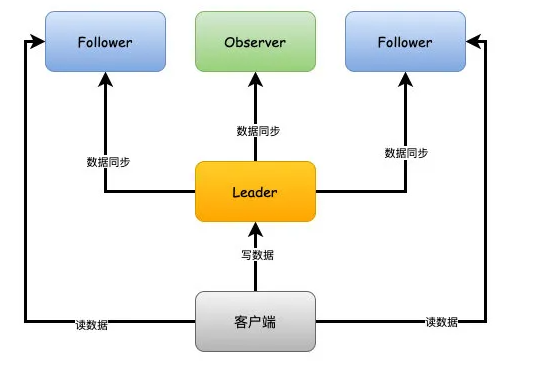 Follower
Observer
Follower
数据同步
数据同步
数据同步
Leader
写数据
客户端
读数据
读数据